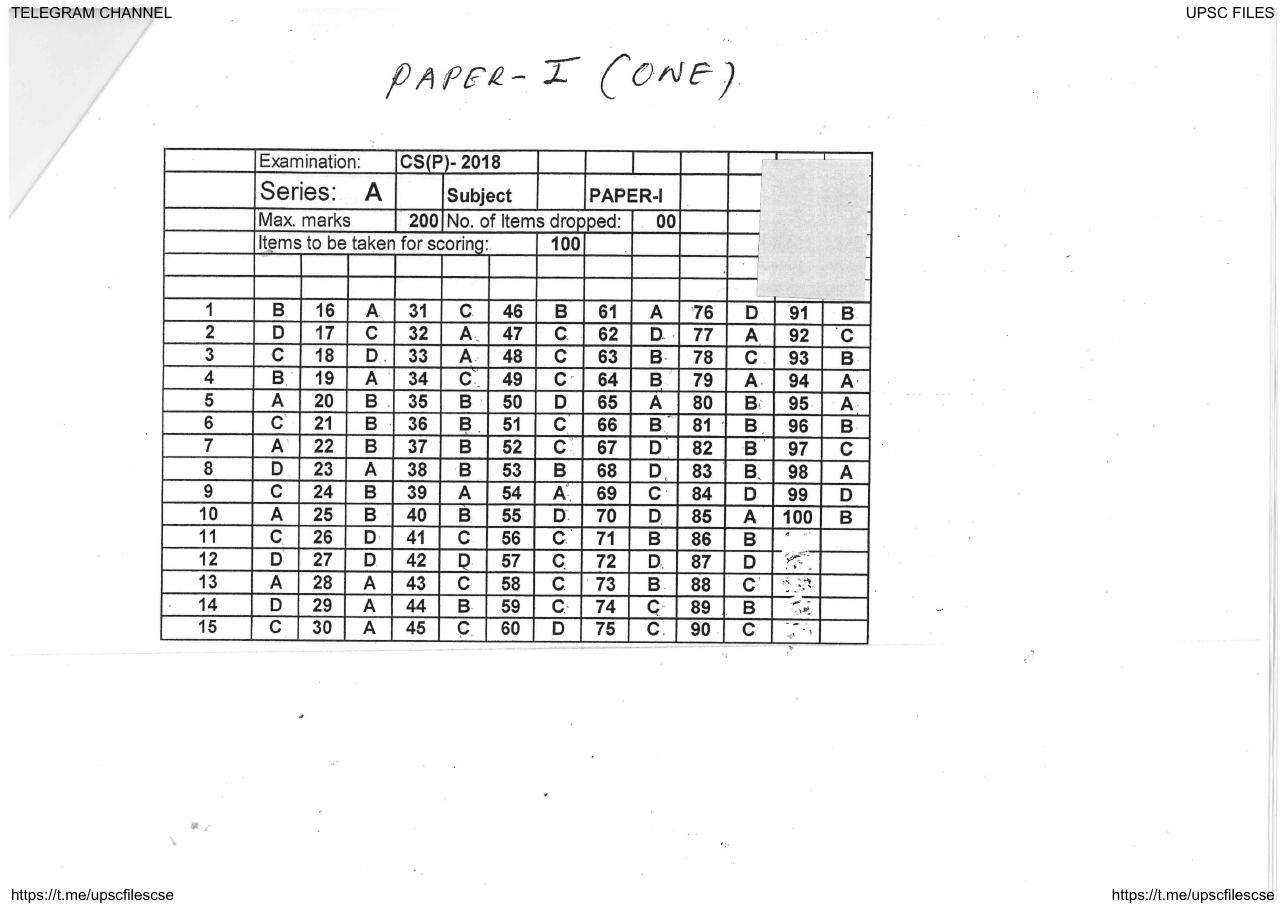 TELEGRAM CHANNEL UPSC FILES
PAPER-I (ONE)
Examination: CS(P)- 2018
Series: A Subject PAPER-I
Max. marks 200 No. of Items dropped: 00
Items to be taken for scoring: 100
1 B 16 A 31 C 46 B 61 A 76 D 91 B
2 D 17 C 32 A 47 C 62 D 77 A 92 C
3 C 18 D 33 A 48 C 63 B 78 C 93 B
4 B 19 A 34 C 49 C 64 B 79 A 94 A
5 A 20 B 35 B 50 D 65 A 80 B 95 A
6 C 21 B 36 B 51 C 66 B 81 B 96 B
7 A 22 B 37 B 52 C 67 D 82 B 97 C
8 D 23 A 38 B 53 B 68 D 83 B 98 A
9 C 24 B 39 A 54 A 69 C 84 D 99 D
10 A 25 B 40 B 55 D 70 D 85 A 100 B
11 C 26 D 41 C 56 C 71 B 86 B
12 D 27 D 42 D 57 C 72 D 87 D
13 A 28 A 43 C 58 C 73 B 88 C
14 D 29 A 44 B 59 C 74 C 89 B
15 C 30 A 45 C 60 D 75 C 90 C
https://t.me/upscfilescse https://t.me/upscfilescse